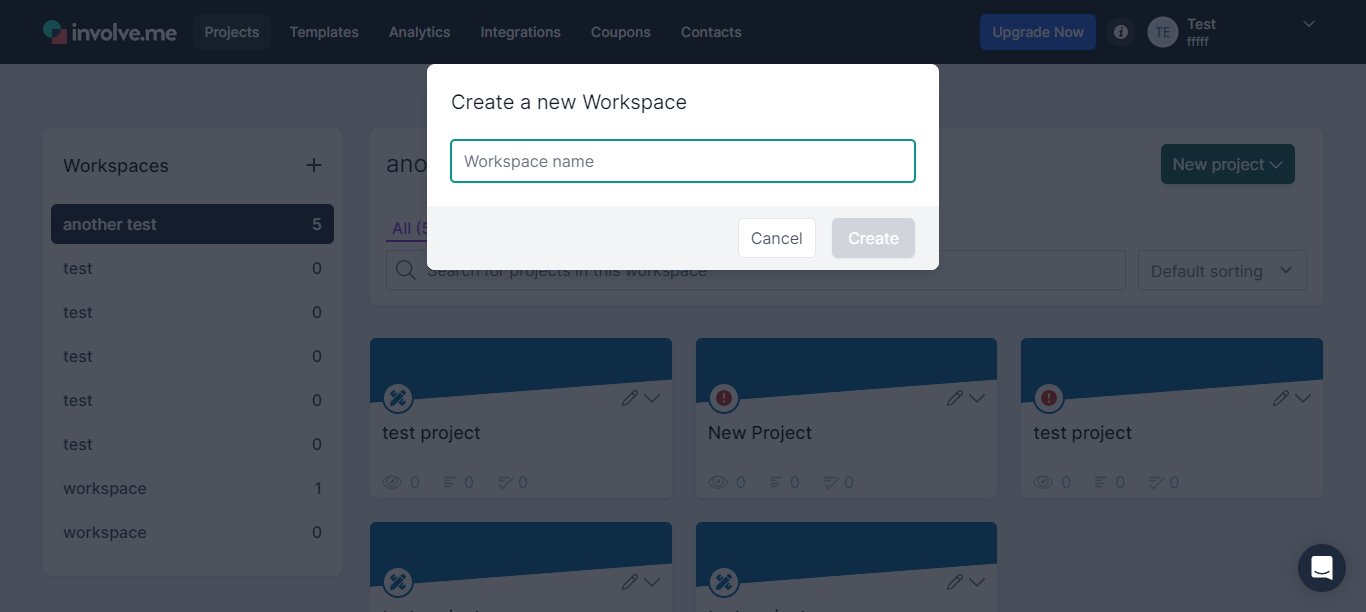 involve.me
Projects
Templates
Analytics
Integrations
Coupons
Contacts
Upgrade Now
TE
Test
fffff
Create a new Workspace
Workspace name
Cancel
Create
Workspaces
another test 5
test 0
test 0
test 0
test 0
test 0
workspace 1
workspace 0
ano
New project
All (5
Search for projects in this workspace
Default sorting
test project
0 0 0
New Project
0 0 0
test project
0 0 0